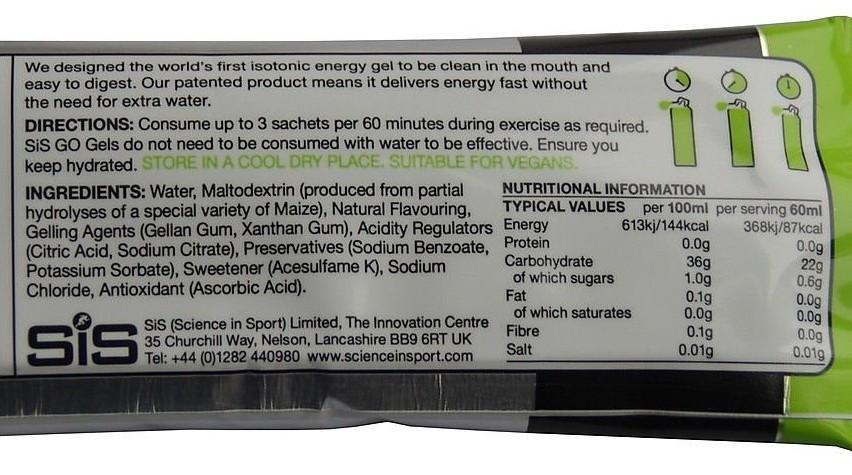 We designed the world's first isotonic energy gel to be clean in the mouth and
easy to digest. Our patented product means it delivers energy fast without
the need for extra water.
DIRECTIONS: Consume up to 3 sachets per 60 minutes during exercise as required.
SiS GO Gels do not need to be consumed with water to be effective. Ensure you
keep hydrated. STORE IN A COOL DRY PLACE. SUITABLE FOR VEGANS.
INGREDIENTS: Water, Maltodextrin (produced from partial
hydrolyses of a special variety of Maize), Natural Flavouring,
Gelling Agents (Gellan Gum, Xanthan Gum), Acidity Regulators
(Citric Acid, Sodium Citrate), Preservatives (Sodium Benzoate,
Potassium Sorbate), Sweetener (Acesulfame K), Sodium
Chloride, Antioxidant (Ascorbic Acid).
SiS
SiS (Science in Sport) Limited, The Innovation Centre
35 Churchill Way, Nelson, Lancashire BB9 6RT UK
Tel: +44 (0)1282 440980 www.scienceinsport.com
NUTRITIONAL INFORMATION
TYPICAL VALUES per 100ml per serving 60ml
Energy 613kj/144kcal 368kj/87kcal
Protein 0.0g 0.0g
Carbohydrate 36g 22g
of which sugars 1.0g 0.6g
Fat 0.1g 0.0g
of which saturates 0.0g 0.0g
Fibre 0.1g 0.0g
Salt 0.01g 0.01g